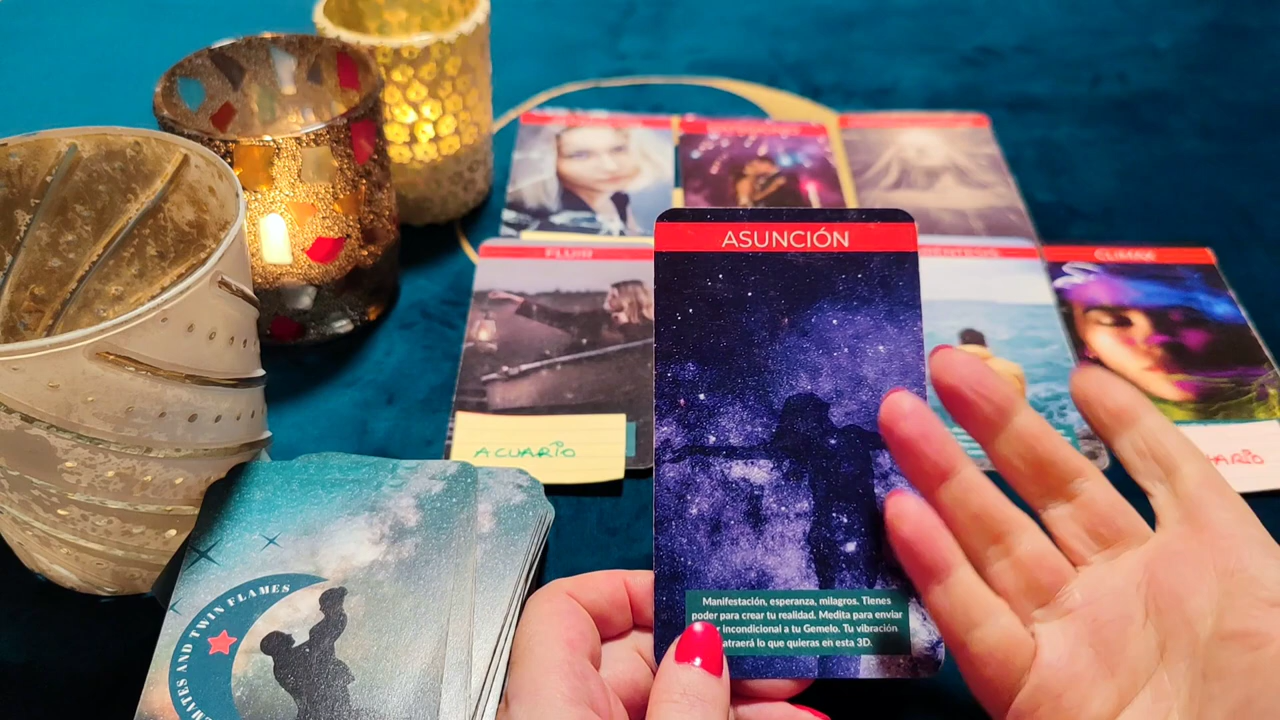 FLUIR
ASUNCIÓN
CLIMAX
ACUARIO
Manifestación, esperanza, milagros. Tienes
poder para crear tu realidad. Medita para enviar
incondicional a tu Gemelo. Tu vibración
atraerá lo que quieras en esta 3D.
AND TWIN FLAMES